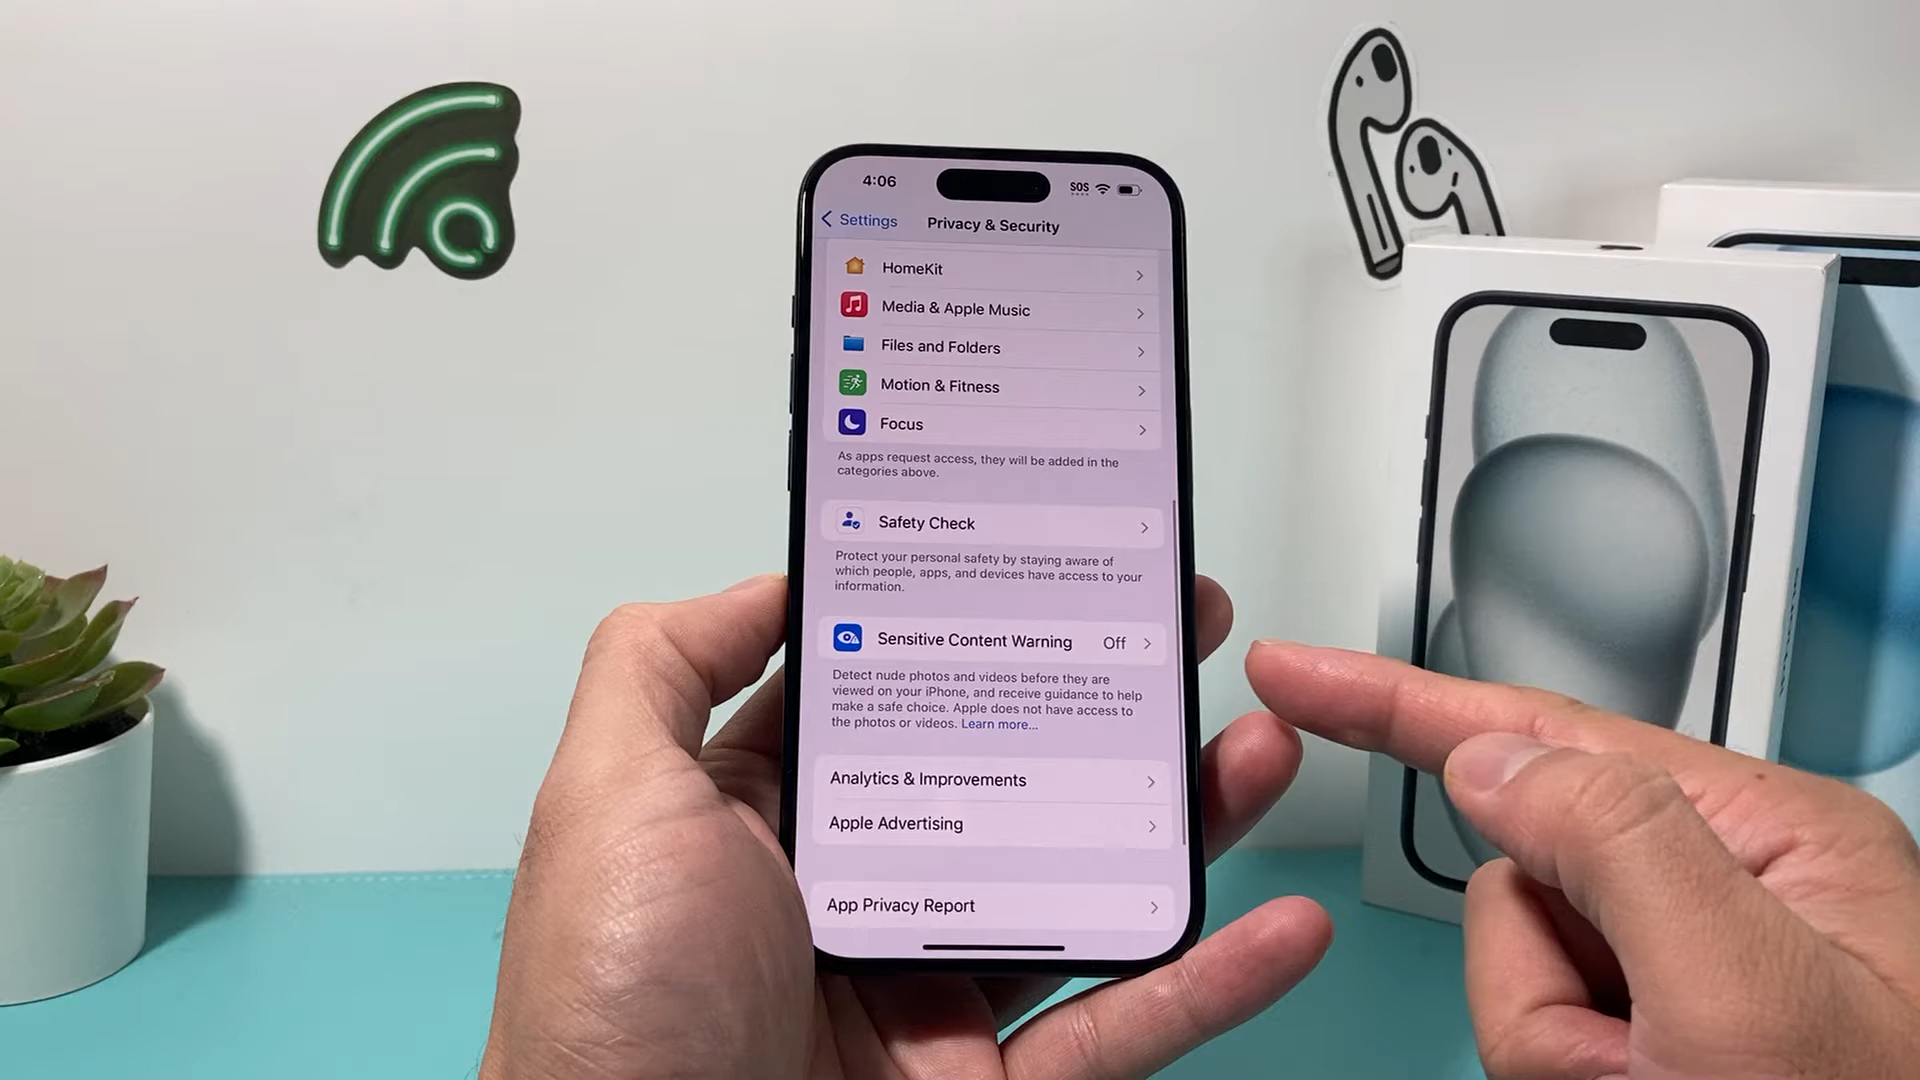 4:06
SOS
Settings
Privacy & Security
HomeKit
Media & Apple Music
Files and Folders
Motion & Fitness
Focus
As apps request access, they will be added in the
categories above.
Safety Check
Protect your personal safety by staying aware of
which people, apps, and devices have access to your
information.
Sensitive Content Warning Off
Detect nude photos and videos before they are
viewed on your iPhone, and receive guidance to help
make a safe choice. Apple does not have access to
the photos or videos. Learn more...
Analytics & Improvements
Apple Advertising
App Privacy Report